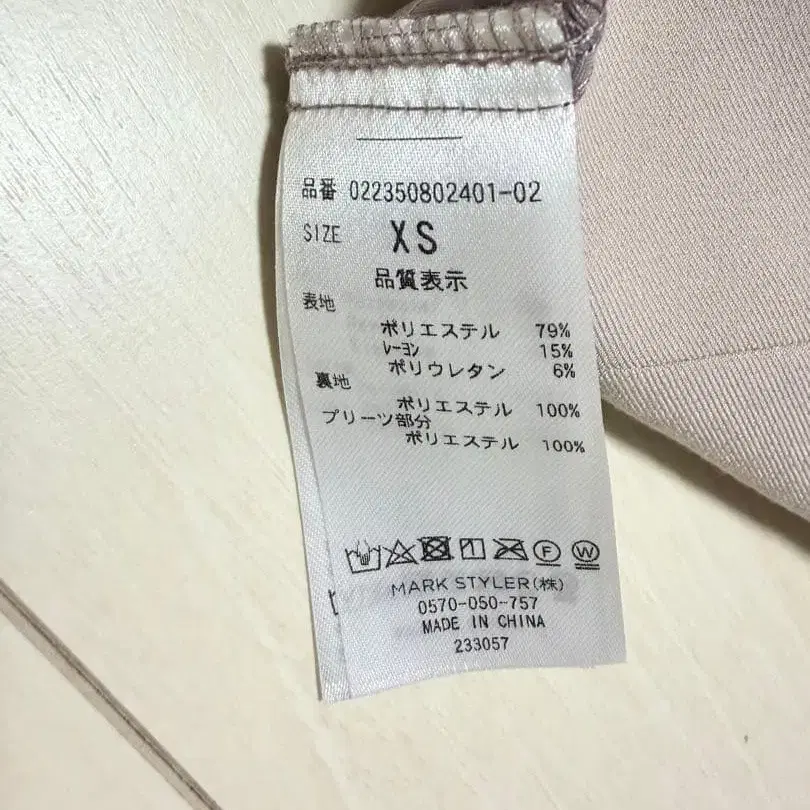 品番 022350802401-02
SIZE XS
品質表示
表地
ポリエステル 79%
ﾚｰﾖﾝ 15%
ポリウレタン 6%
裏地
ポリエステル 100%
プリーツ部分
ポリエステル 100%
F W
MARK STYLER(株)
0570-050-757
MADE IN CHINA
233057